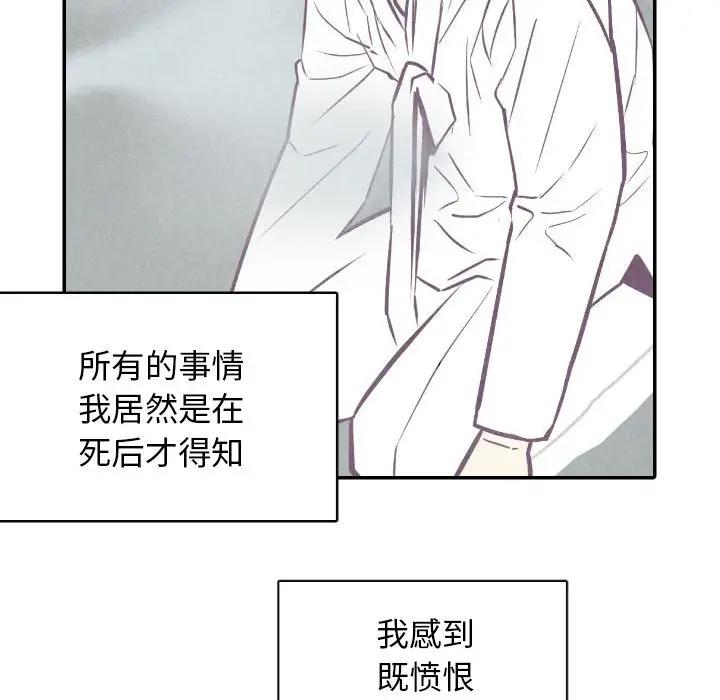 所有的事情
我居然是在
死后才得知
我感到
既愤恨